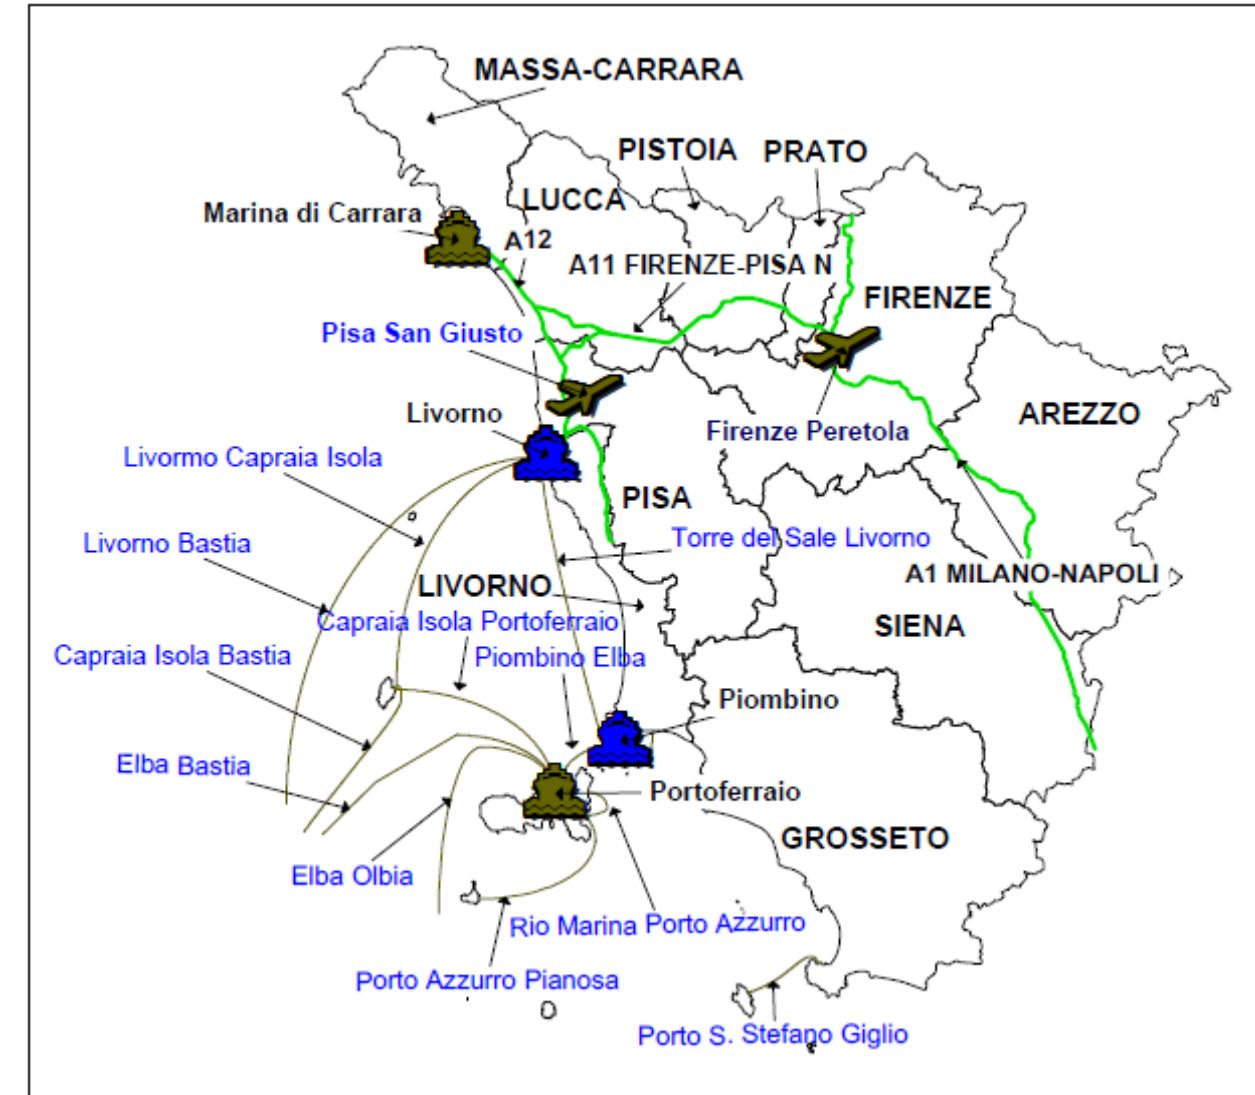 MASSA-CARRARA
PISTOIA
PRATO
LUCCA
Marina di Carrara
A12
A11 FIRENZE-PISA N
FIRENZE
Pisa San Giusto
Livorno
AREZZO
Firenze Peretola
Livormo Capraia Isola
PISA
Livorno Bastia
Torre del Sale Livorno
A1 MILANO-NAPOLI
LIVORNO
Capraia Isola Portoferraio
SIENA
Capraia Isola Bastia
Piombino Elba
Piombino
Elba Bastia
Portoferraio
GROSSETO
Elba Olbia
Rio Marina Porto Azzurro
Porto Azzurro Pianosa
Porto S. Stefano Giglio